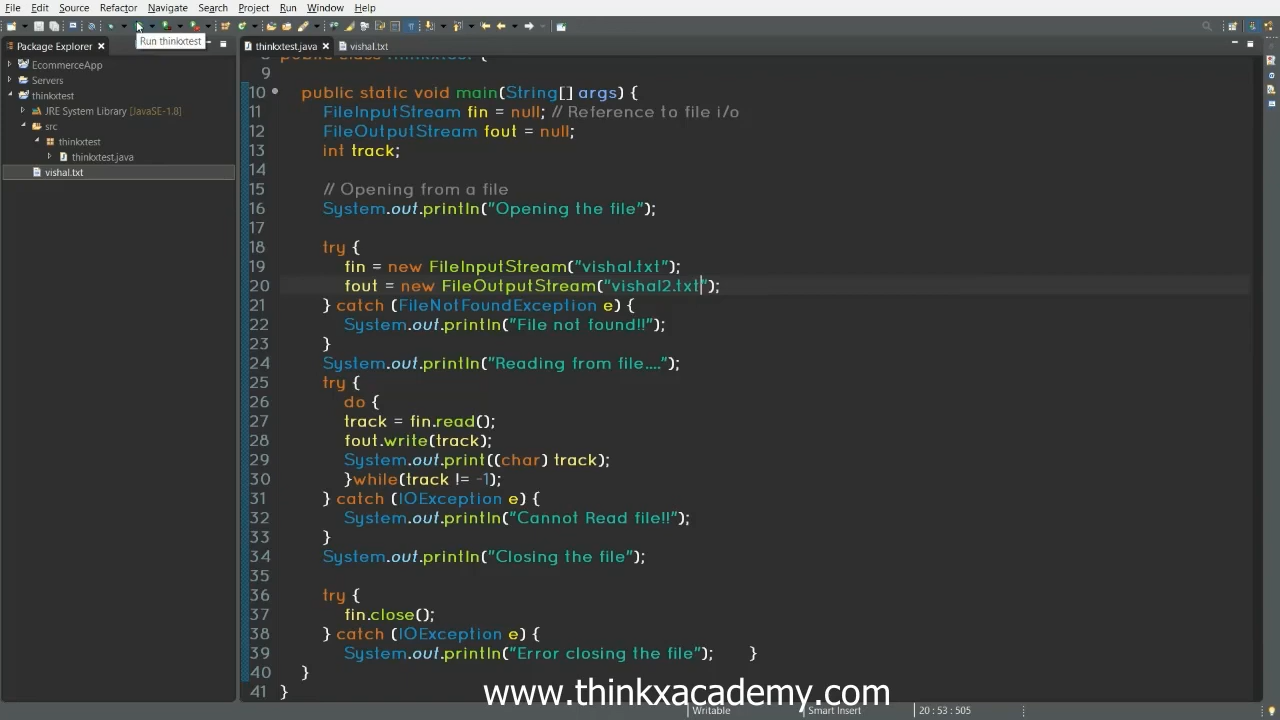 File Edit Source Refactor Navigate Search Project Run Window Help
Run thinkxtest
Package Explorer
EcommerceApp
Servers
thinkxtest
JRE System Library [JavaSE-1.8]
src
thinkxtest
thinkxtest.java
vishal.txt
thinkxtest.java vishal.txt
9
10 public static void main(String[] args) {
11 FileInputStream fin = null; // Reference to file i/o
12 FileOutputStream fout = null;
13 int track;
14
15 // Opening from a file
16 System.out.println("Opening the file");
17
18 try {
19 fin = new FileInputStream("vishal.txt");
20 fout = new FileOutputStream("vishal2.txt");
21 } catch (FileNotFoundException e) {
22 System.out.println("File not found!!");
23 }
24 System.out.println("Reading from file....");
25 try {
26 do {
27 track = fin.read();
28 fout.write(track);
29 System.out.print((char) track);
30 }while(track != -1);
31 } catch (IOException e) {
32 System.out.println("Cannot Read file!!");
33 }
34 System.out.println("Closing the file");
35
36 try {
37 fin.close();
38 } catch (IOException e) {
39 System.out.println("Error closing the file"); }
40 }
41 }
www.thinkxacademy.com
Writable Smart Insert 20 : 53 : 505